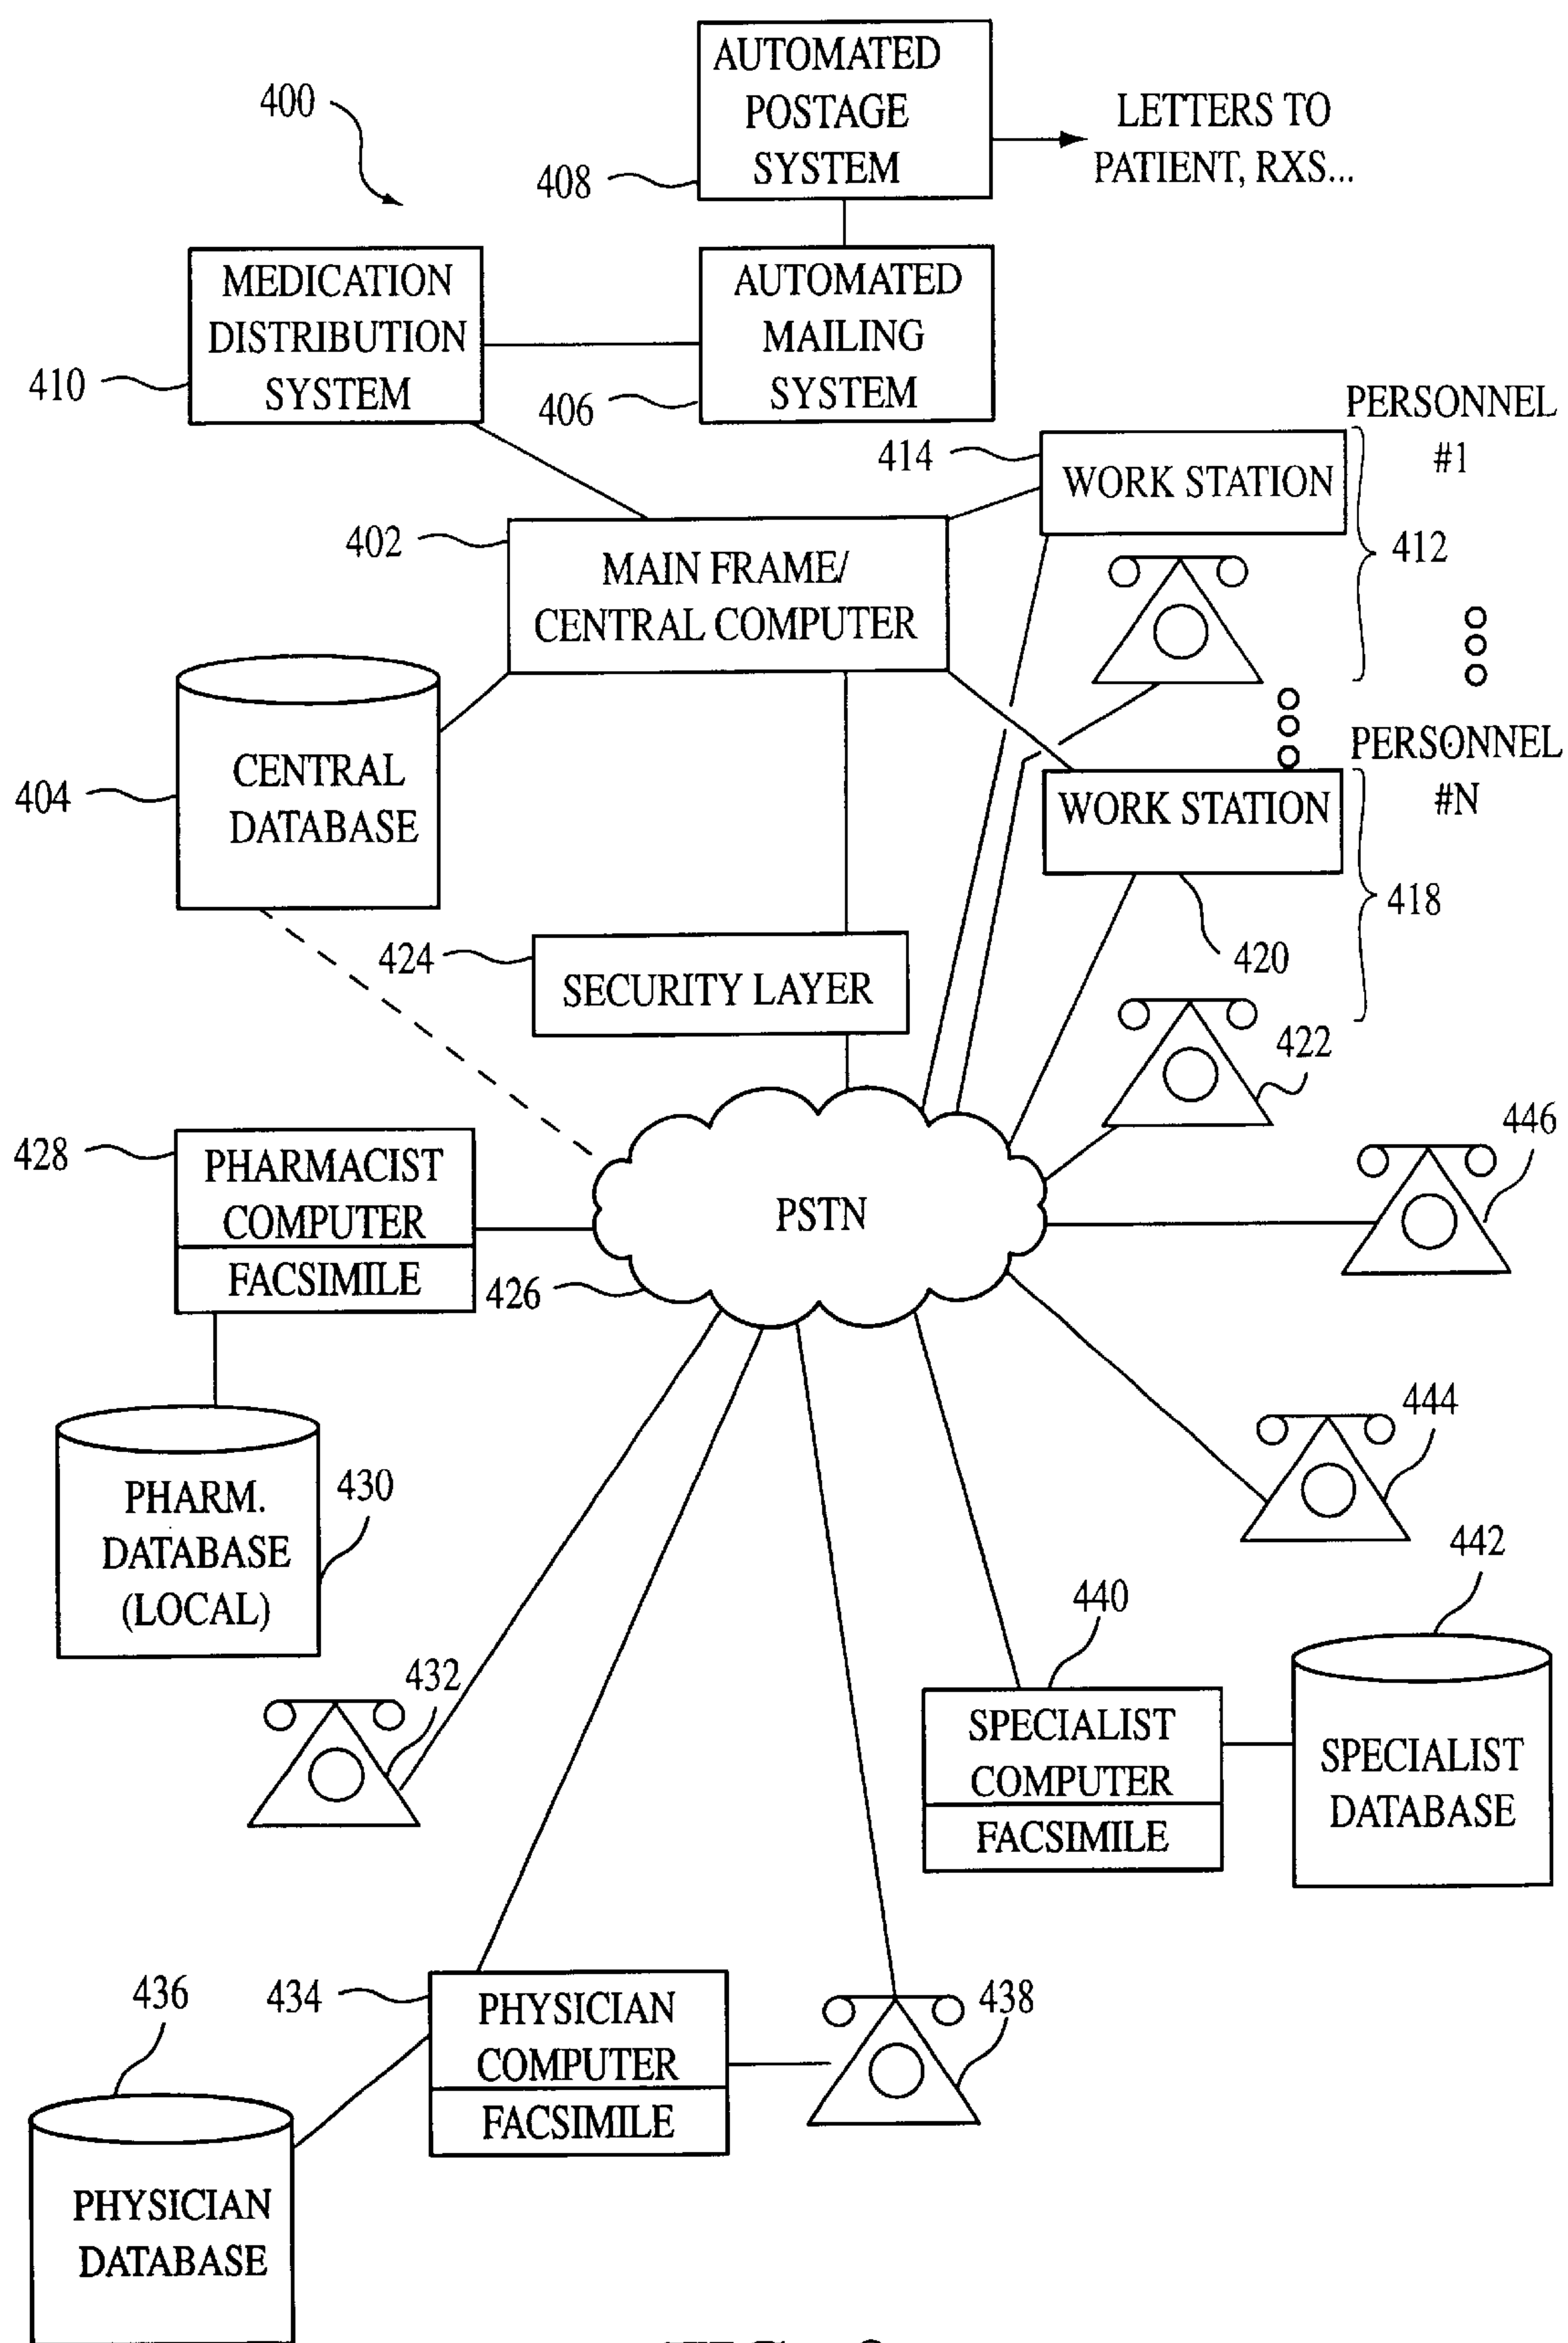 AUTOMATED
POSTAGE
SYSTEM
400
LETTERS TO
PATIENT, RXS...
408
MEDICATION
DISTRIBUTION
SYSTEM
410
AUTOMATED
MAILING
SYSTEM
406
PERSONNEL
#1
414
WORK STATION
412
402
MAIN FRAME/
CENTRAL COMPUTER
CENTRAL
DATABASE
404
PERSONNEL
#N
WORK STATION
418
420
424
SECURITY LAYER
422
428
PHARMACIST
COMPUTER
FACSIMILE
PSTN
426
446
444
PHARM.
DATABASE
(LOCAL)
430
432
440
442
SPECIALIST
COMPUTER
FACSIMILE
SPECIALIST
DATABASE
436
434
PHYSICIAN
COMPUTER
FACSIMILE
438
PHYSICIAN
DATABASE